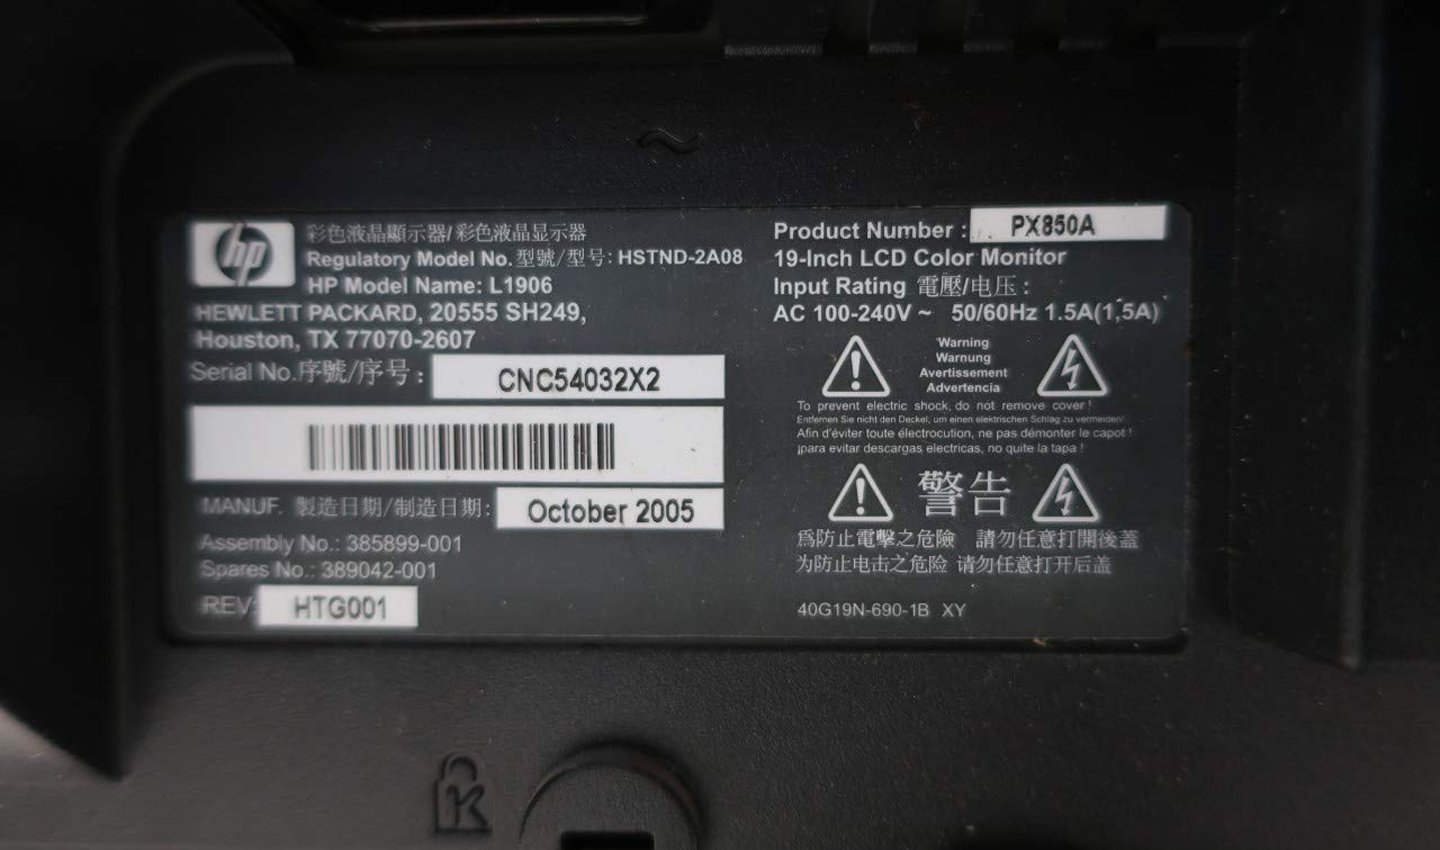 hp
彩色液晶顯示器/彩色液晶显示器
Regulatory Model No. 型號/型号: HSTND-2A08
HP Model Name: L1906
HEWLETT PACKARD, 20555 SH249,
Houston, TX 77070-2607
Serial No.序號/序号 :
CNC54032X2
MANUF. 製造日期/制造日期:
October 2005
Assembly No.: 385899-001
Spares No.: 389042-001
REV:
HTG001
Product Number :
PX850A
19-Inch LCD Color Monitor
Input Rating 電壓/电压 :
AC 100-240V ~ 50/60Hz 1.5A(1,5A)
Warning
Warnung
Avertissement
Advertencia
To prevent electric shock, do not remove cover !
Entfernen Sie nicht den Deckel, um einen elektrischen Schlag zu vermeiden!
Afin d'éviter toute électrocution, ne pas démonter le capot !
¡para evitar descargas electricas, no quite la tapa !
警告
爲防止電擊之危險 請勿任意打開後蓋
为防止电击之危险 请勿任意打开后盖
40G19N-690-1B XY
K